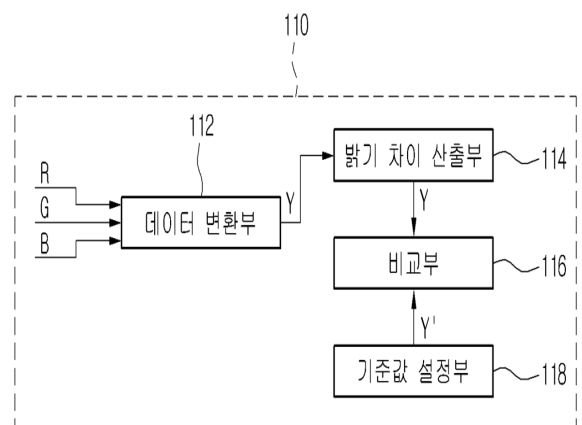 110
112
R
G
B
데이터 변환부
Y
밝기 차이 산출부
114
Y
비교부
116
Y'
기준값 설정부
118